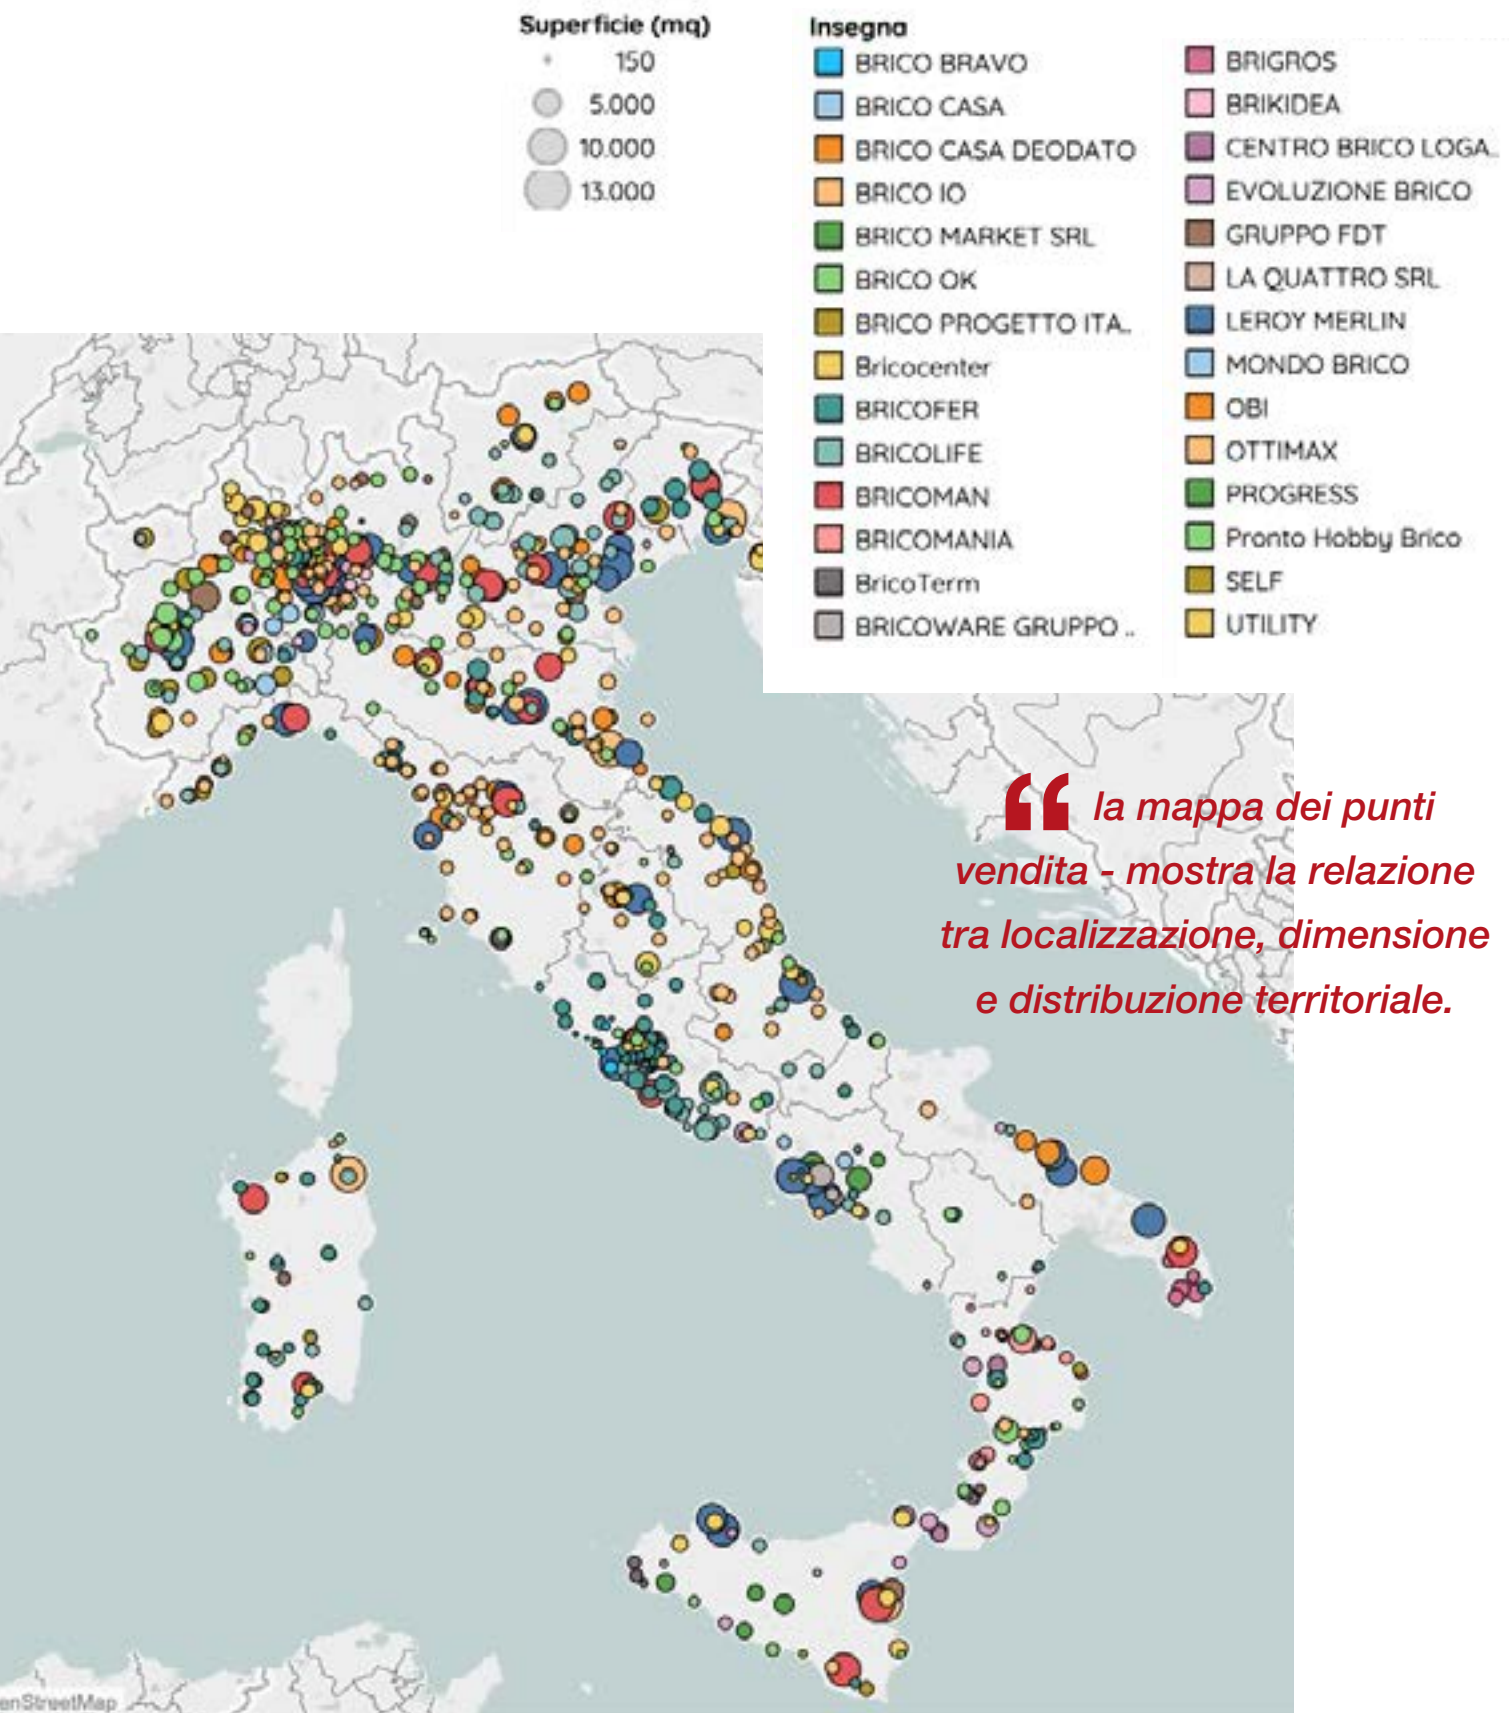 Superficie (mq)
150
5.000
10.000
13.000
Insegna
BRICO BRAVO
BRICO CASA
BRICO CASA DEODATO
BRICO IO
BRICO MARKET SRL
BRICO OK
BRICO PROGETTO ITA..
Bricocenter
BRICOFER
BRICOLIFE
BRICOMAN
BRICOMANIA
BricoTerm
BRICOWARE GRUPPO ..
BRIGROS
BRIKIDEA
CENTRO BRICO LOGA..
EVOLUZIONE BRICO
GRUPPO FDT
LA QUATTRO SRL
LEROY MERLIN
MONDO BRICO
OBI
OTTIMAX
PROGRESS
Pronto Hobby Brico
SELF
UTILITY
“ la mappa dei punti
vendita - mostra la relazione
tra localizzazione, dimensione
e distribuzione territoriale.
enStreetMap